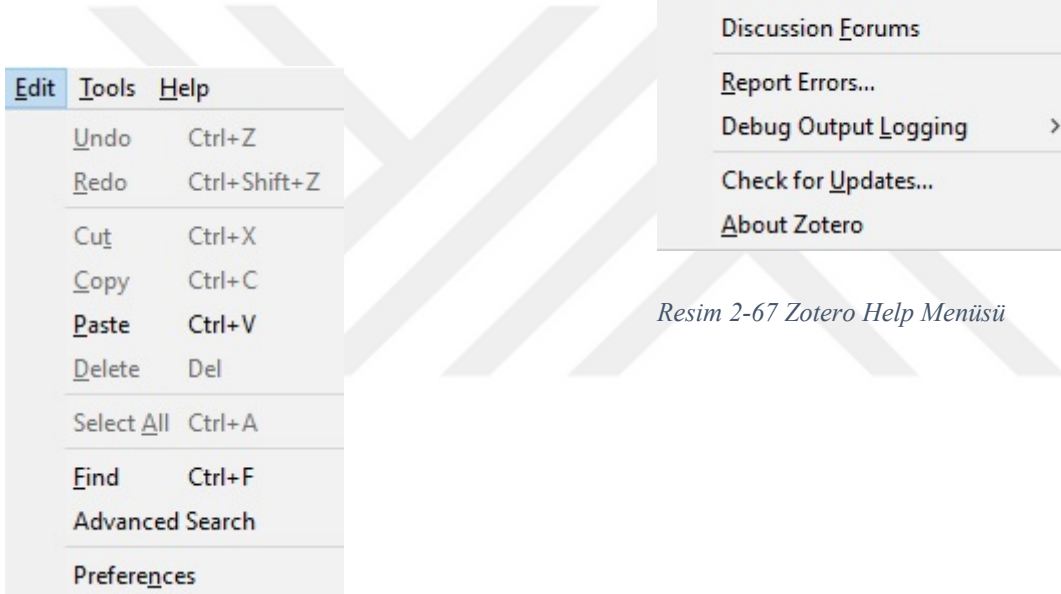 Edit Tools Help
Undo Ctrl+Z
Redo Ctrl+Shift+Z
Cut Ctrl+X
Copy Ctrl+C
Paste Ctrl+V
Delete Del
Select All Ctrl+A
Find Ctrl+F
Advanced Search
Preferences
Discussion Forums
Report Errors...
Debug Output Logging >
Check for Updates...
About Zotero
Resim 2-67 Zotero Help Menüsü